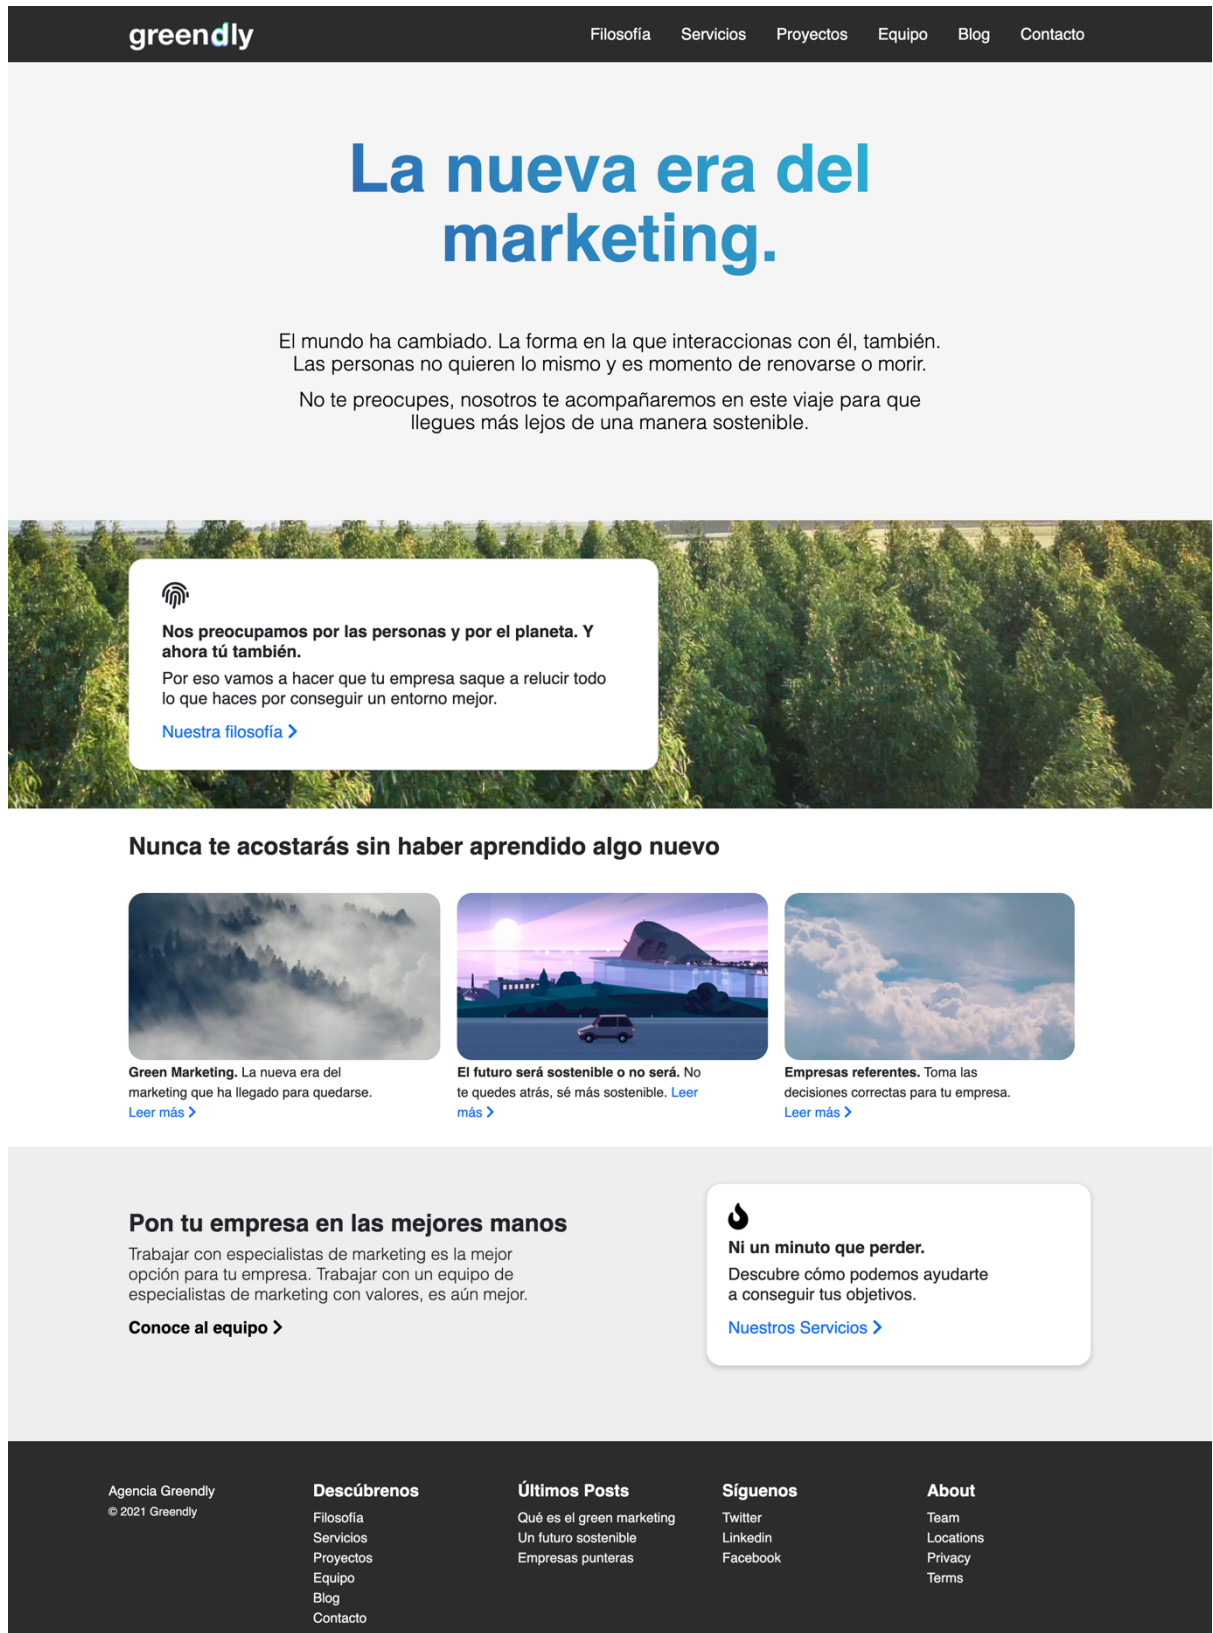 greendly
Filosofía Servicios Proyectos Equipo Blog Contacto
La nueva era del
marketing.
El mundo ha cambiado. La forma en la que interaccionas con él, también.
Las personas no quieren lo mismo y es momento de renovarse o morir.
No te preocupes, nosotros te acompañaremos en este viaje para que
llegues más lejos de una manera sostenible.
Nos preocupamos por las personas y por el planeta. Y
ahora tú también.
Por eso vamos a hacer que tu empresa saque a relucir todo
lo que haces por conseguir un entorno mejor.
Nuestra filosofía
Nunca te acostarás sin haber aprendido algo nuevo
Green Marketing. La nueva era del
marketing que ha llegado para quedarse.
Leer más
El futuro será sostenible o no será. No
te quedes atrás, sé más sostenible. Leer
más
Empresas referentes. Toma las
decisiones correctas para tu empresa.
Leer más
Pon tu empresa en las mejores manos
Trabajar con especialistas de marketing es la mejor
opción para tu empresa. Trabajar con un equipo de
especialistas de marketing con valores, es aún mejor.
Conoce al equipo
Ni un minuto que perder.
Descubre cómo podemos ayudarte
a conseguir tus objetivos.
Nuestros Servicios
Agencia Greendly
© 2021 Greendly
Descúbrenos
Filosofía
Servicios
Proyectos
Equipo
Blog
Contacto
Últimos Posts
Qué es el green marketing
Un futuro sostenible
Empresas punteras
Síguenos
Twitter
Linkedin
Facebook
About
Team
Locations
Privacy
Terms